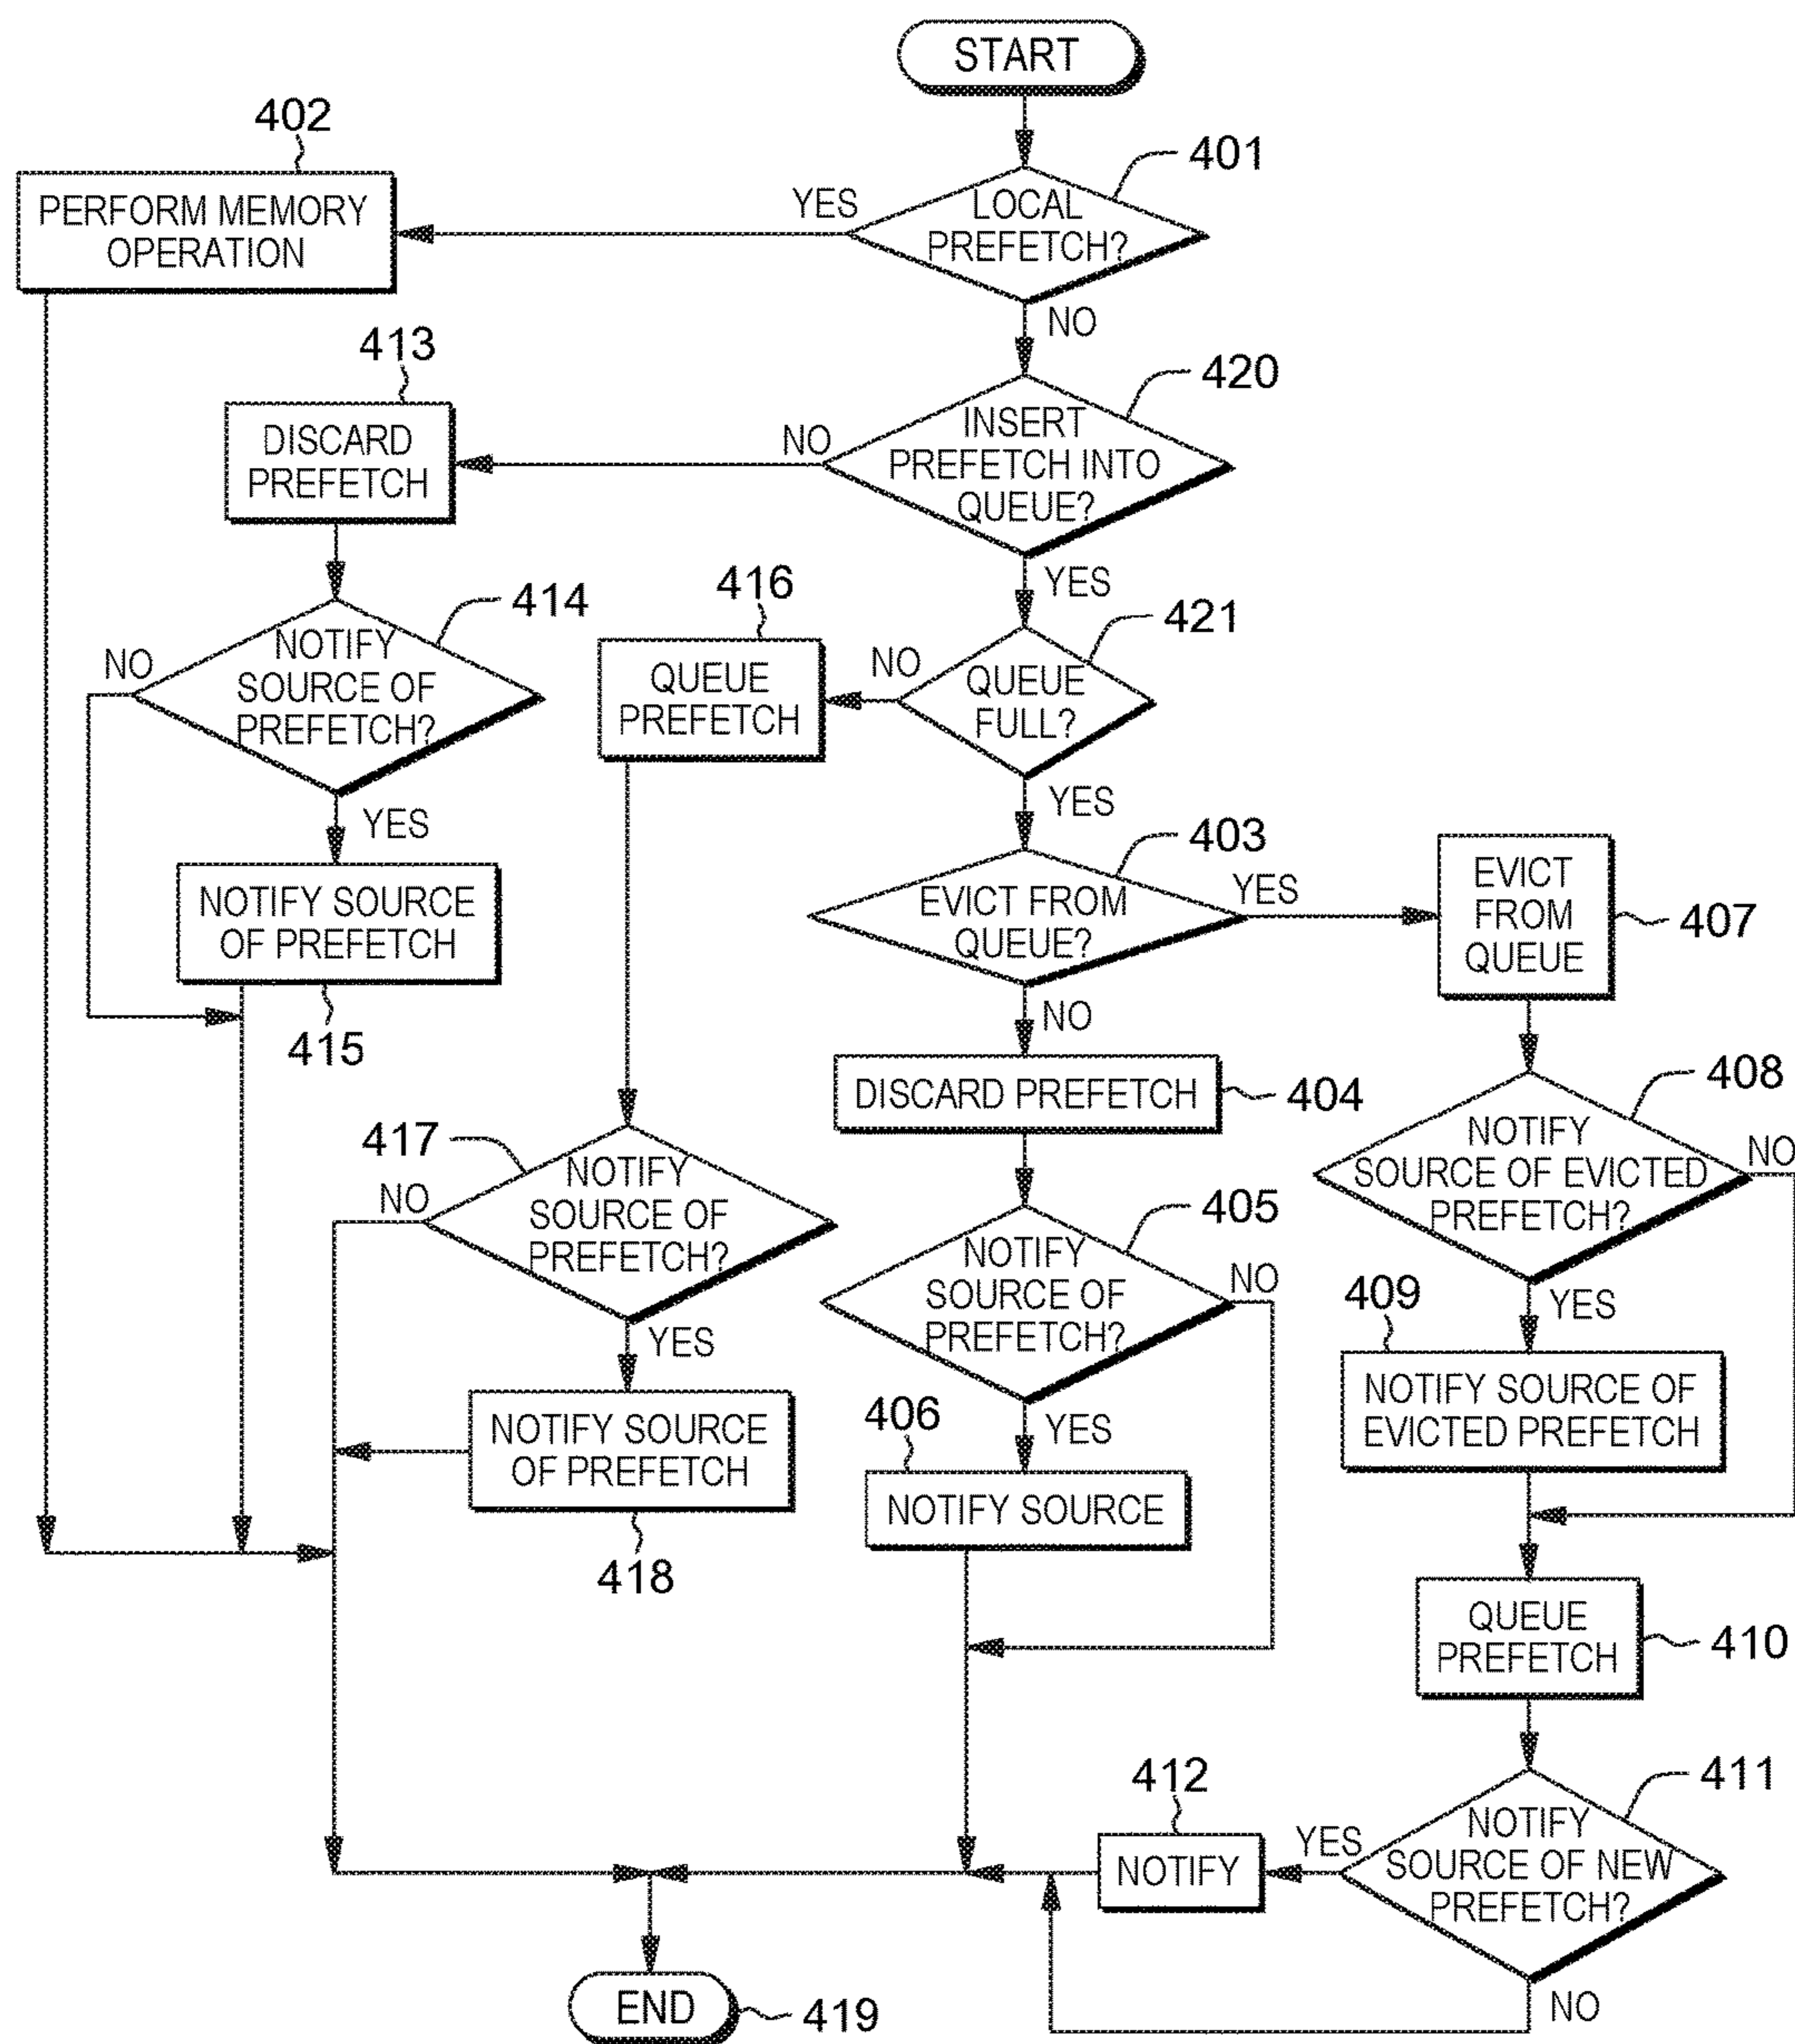 START
402
401
PERFORM MEMORY
OPERATION
YES
LOCAL
PREFETCH?
NO
413
420
DISCARD
PREFETCH
NO
INSERT
PREFETCH INTO
QUEUE?
YES
414
416
421
NO
NOTIFY
SOURCE OF
PREFETCH?
QUEUE
PREFETCH
NO
QUEUE
FULL?
YES
YES
403
NOTIFY SOURCE
OF PREFETCH
EVICT FROM
QUEUE?
YES
EVICT
FROM
QUEUE
407
415
NO
DISCARD PREFETCH
404
408
417
NOTIFY
SOURCE OF EVICTED
PREFETCH?
NO
NO
NOTIFY
SOURCE OF
PREFETCH?
405
NOTIFY
SOURCE OF
PREFETCH?
NO
YES
409
YES
NOTIFY SOURCE OF
EVICTED PREFETCH
406
YES
NOTIFY SOURCE
OF PREFETCH
NOTIFY SOURCE
418
QUEUE
PREFETCH
410
412
411
NOTIFY
YES
NOTIFY
SOURCE OF NEW
PREFETCH?
END
419
NO